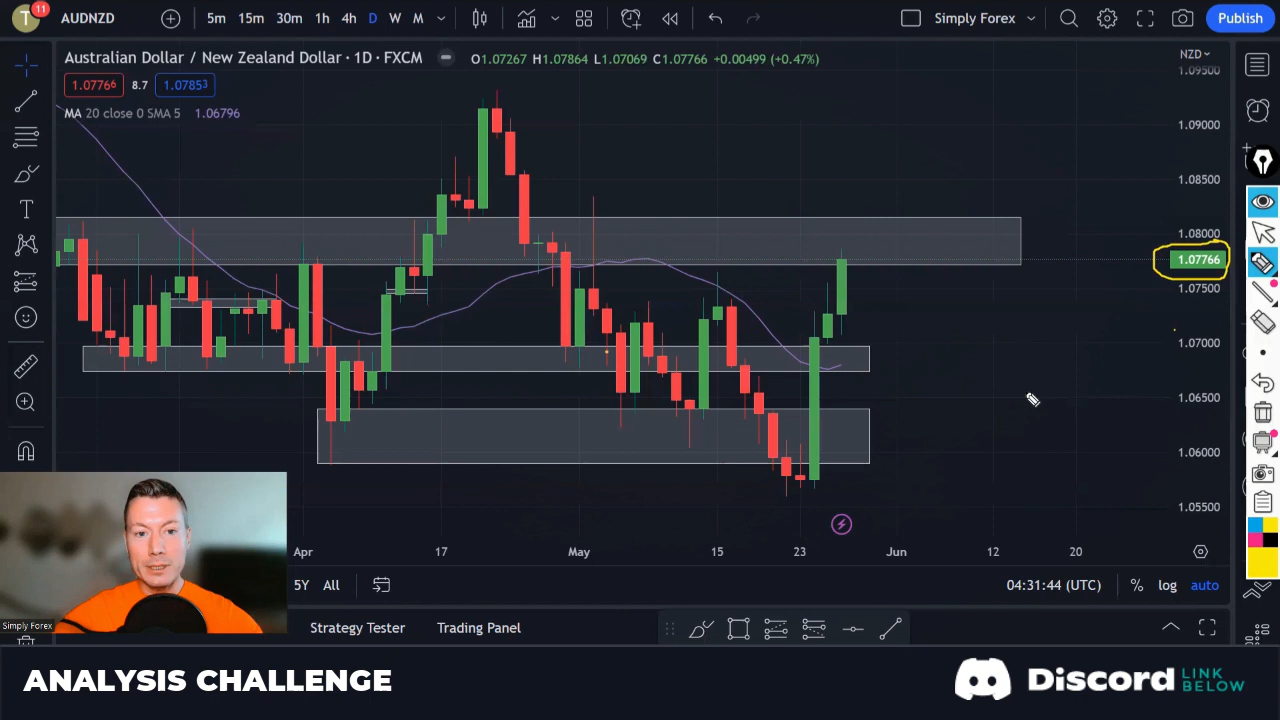 T
11
AUDNZD
5m 15m 30m 1h 4h D W M
Simply Forex
Publish
Australian Dollar / New Zealand Dollar · 1D · FXCM
O1.07267 H1.07864 L1.07069 C1.07766 +0.00499 (+0.47%)
NZD
1.09500
1.07766 8.7 1.07853
MA 20 close 0 SMA 5 1.06796
1.09000
1.08500
1.08000
1.07766
1.07500
1.07000
1.06500
1.06000
1.05500
Apr 17 May 15 23 Jun 12 20
5Y All
04:31:44 (UTC) % log auto
Simply Forex
Strategy Tester Trading Panel
ANALYSIS CHALLENGE
Discord LINK
BELOW